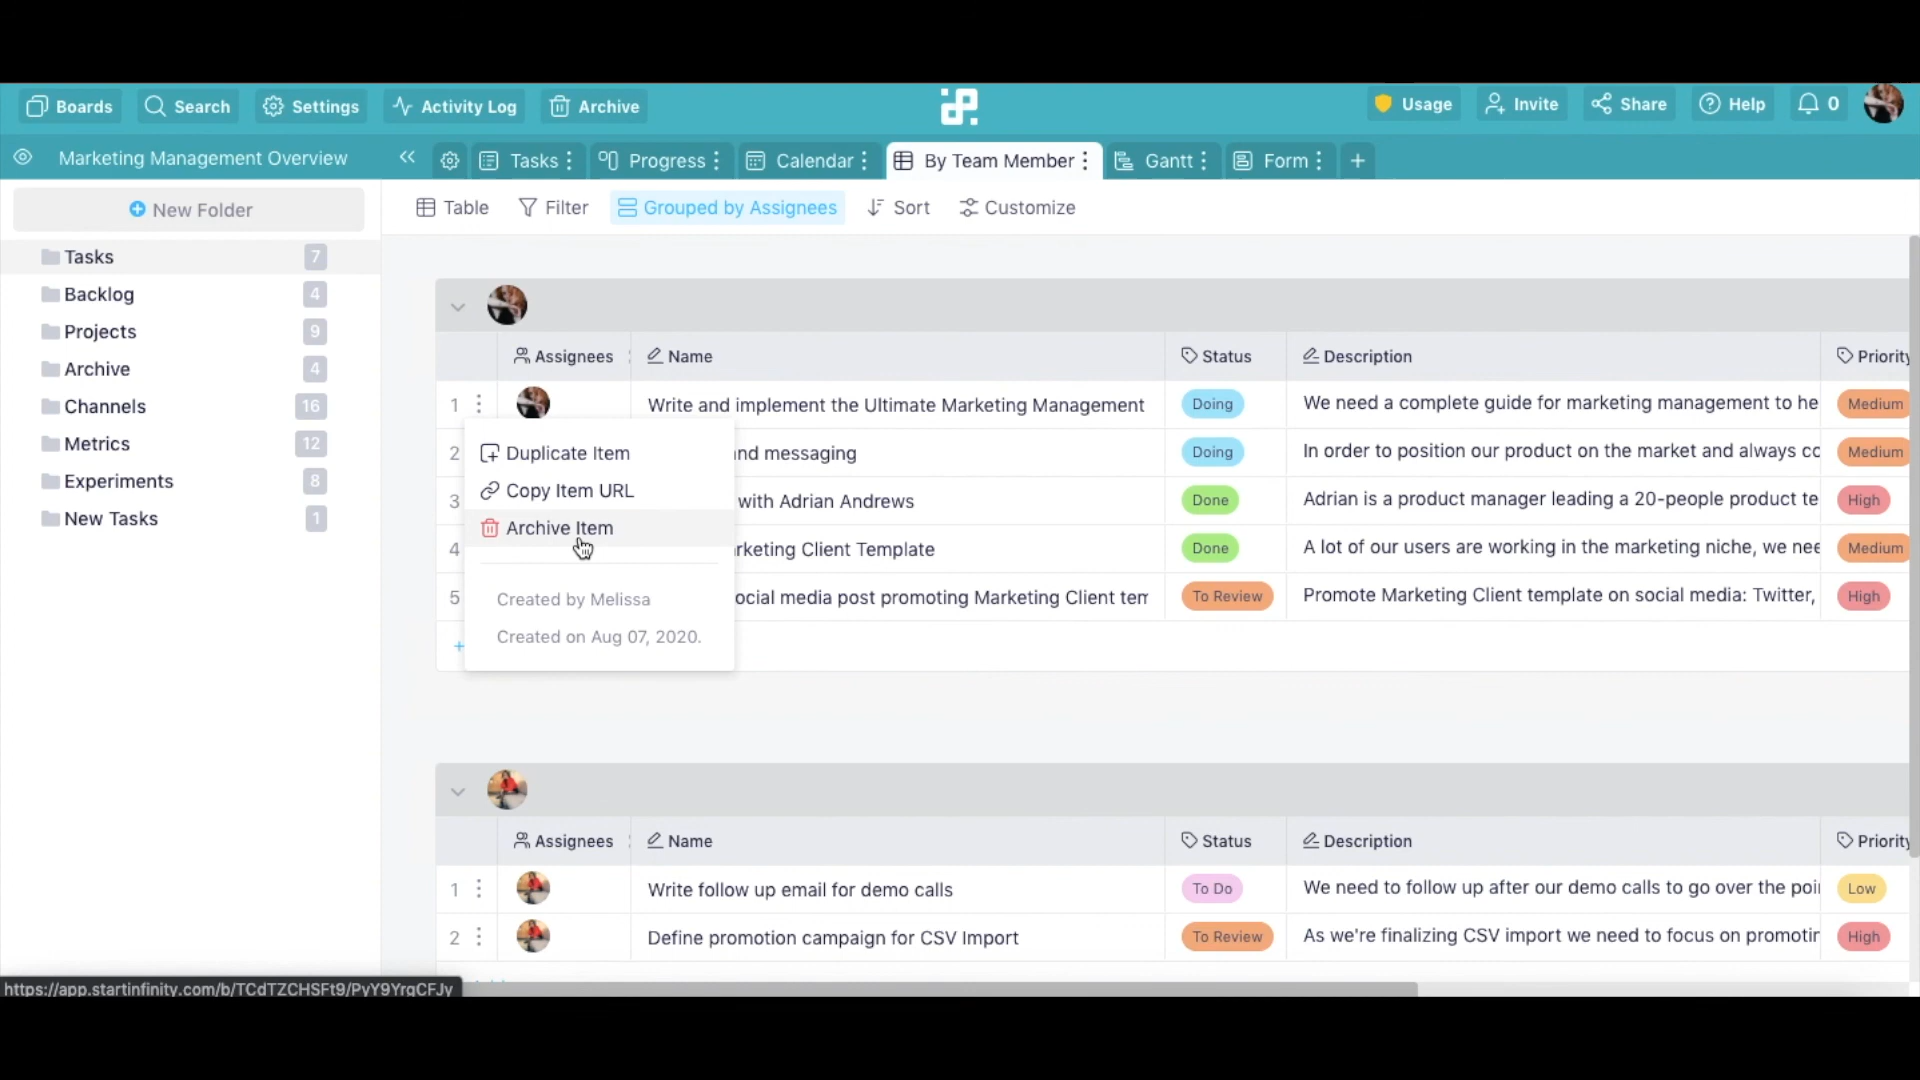 Boards Search Settings Activity Log Archive Usage Invite Share Help 0
Marketing Management Overview Tasks Progress Calendar By Team Member Gantt Form +
New Folder
Table Filter Grouped by Assignees Sort Customize
Tasks 7
Backlog 4
Projects 9
Archive 4
Channels 16
Metrics 12
Experiments 8
New Tasks 1
Assignees Name Status Description Priority
1 Write and implement the Ultimate Marketing Management Doing We need a complete guide for marketing management to he Medium
2 nd messaging Doing In order to position our product on the market and always cc Medium
3 with Adrian Andrews Done Adrian is a product manager leading a 20-people product te High
4 rketing Client Template Done A lot of our users are working in the marketing niche, we nee Medium
5 ocial media post promoting Marketing Client tem To Review Promote Marketing Client template on social media: Twitter, High
+
Duplicate Item
Copy Item URL
Archive Item
Created by Melissa
Created on Aug 07, 2020.
Assignees Name Status Description Priority
1 Write follow up email for demo calls To Do We need to follow up after our demo calls to go over the poi Low
2 Define promotion campaign for CSV Import To Review As we're finalizing CSV import we need to focus on promotir High
https://app.startinfinity.com/b/TCdTZCHSFt9/PyY9YrgCFJy